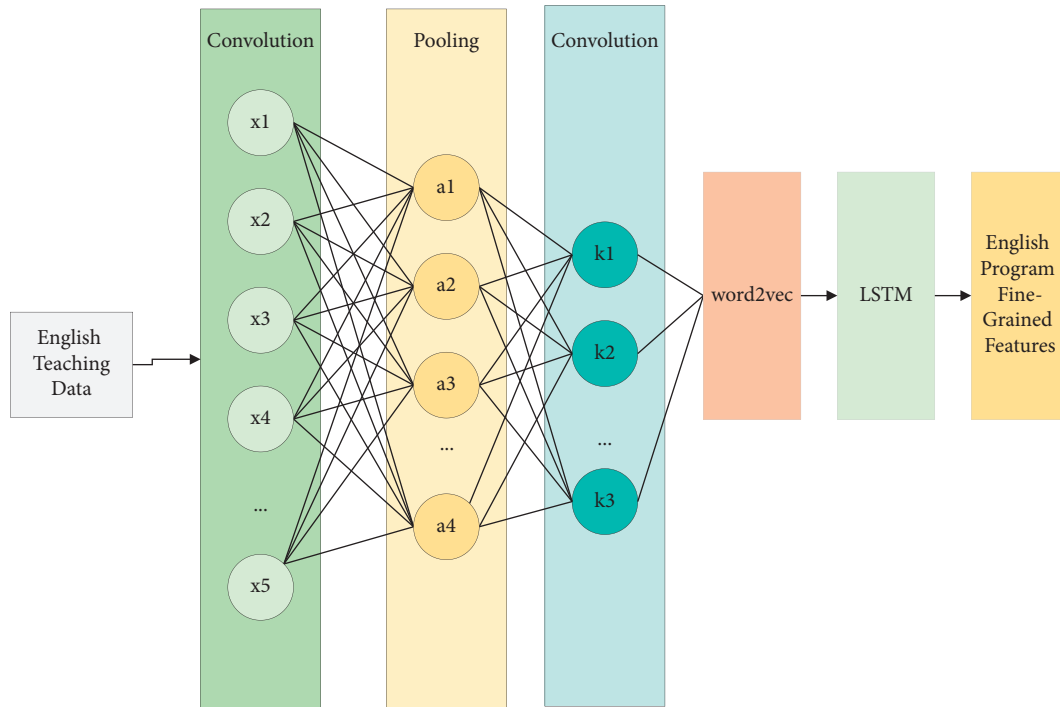 English
Teaching
Data
Convolution
x1
x2
x3
x4
...
x5
Pooling
a1
a2
a3
...
a4
Convolution
k1
k2
...
k3
word2vec
LSTM
English
Program
Fine-
Grained
Features